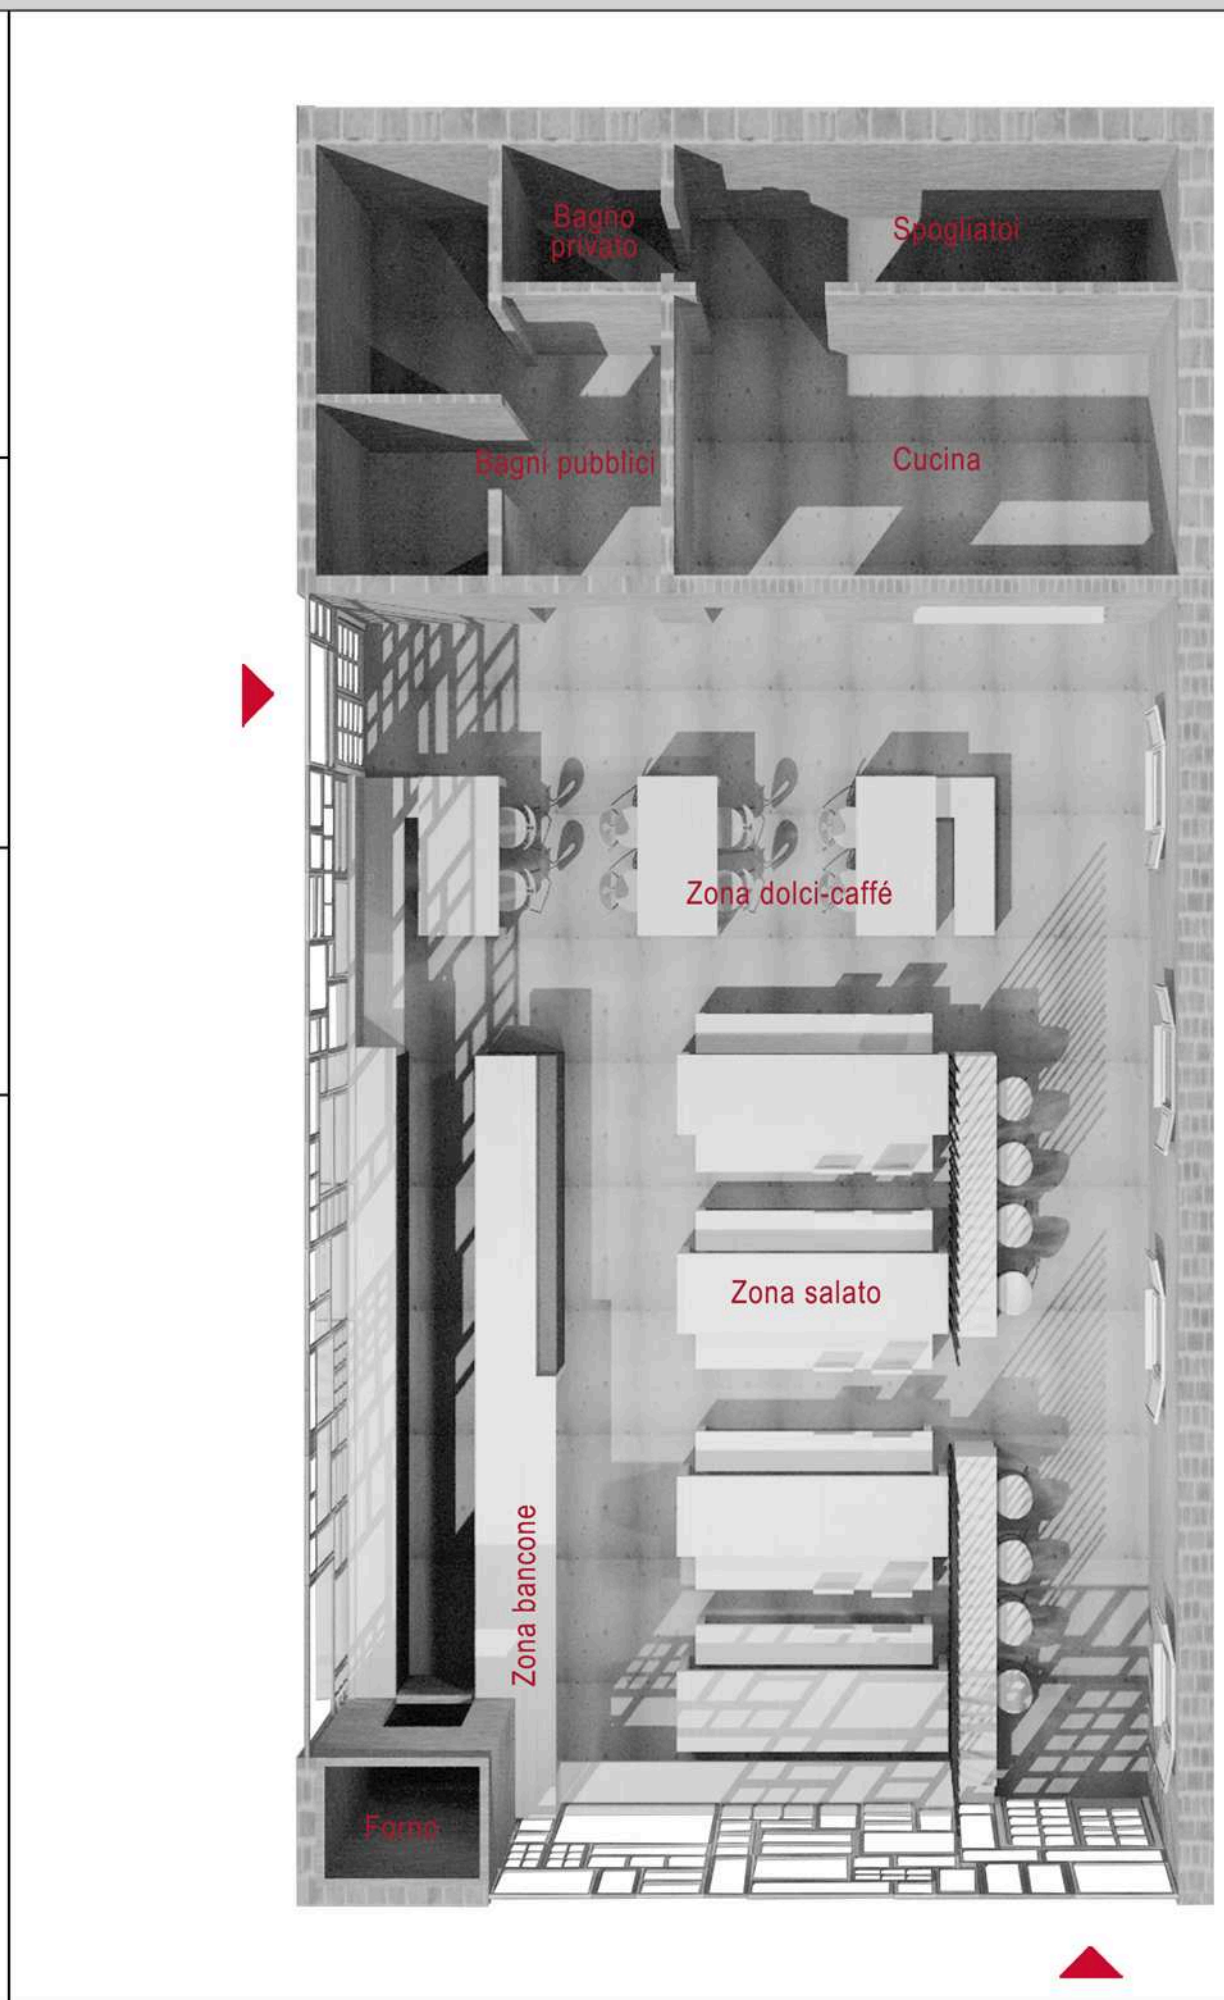 Bagno
privato
Spogliatoi
Bagni pubblici
Cucina
Zona dolci-caffé
Zona salato
Zona bancone
Forno